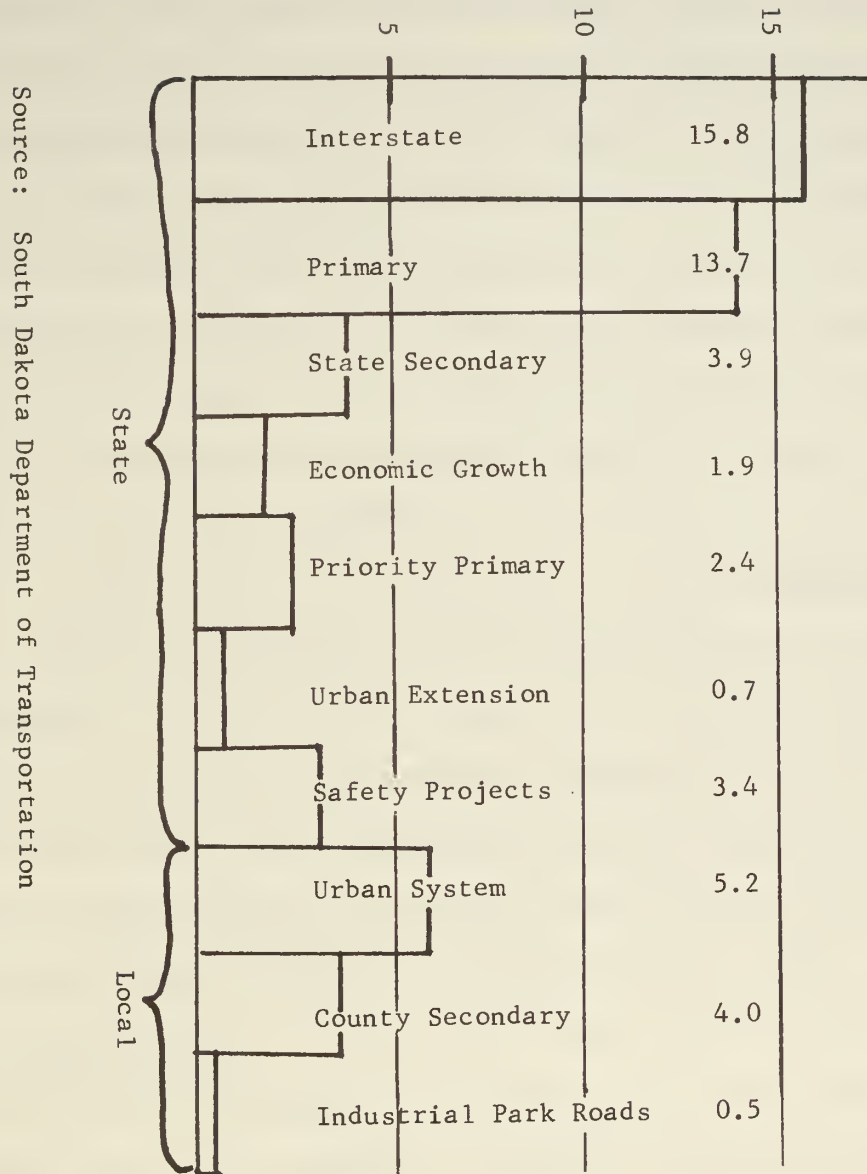 5
10
15
Interstate 15.8
Primary 13.7
State Secondary 3.9
Economic Growth 1.9
Priority Primary 2.4
Urban Extension 0.7
Safety Projects 3.4
Urban System 5.2
County Secondary 4.0
Industrial Park Roads 0.5
State
Local
Source: South Dakota Department of Transportation